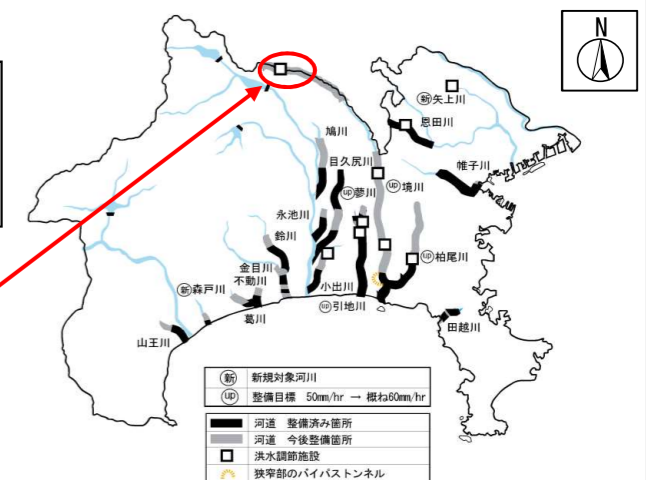 N
新 矢上川
恩田川
鳩川
目久尻川
帷子川
up 蓼川
up 境川
永池川
鈴川
up 柏尾川
金目川
不動川
新 森戸川
小出川
up 引地川
葛川
田越川
山王川
新 新規対象河川
up 整備目標 50mm/hr → 概ね60mm/hr
河道 整備済み箇所
河道 今後整備箇所
洪水調節施設
狭窄部のバイパストンネル